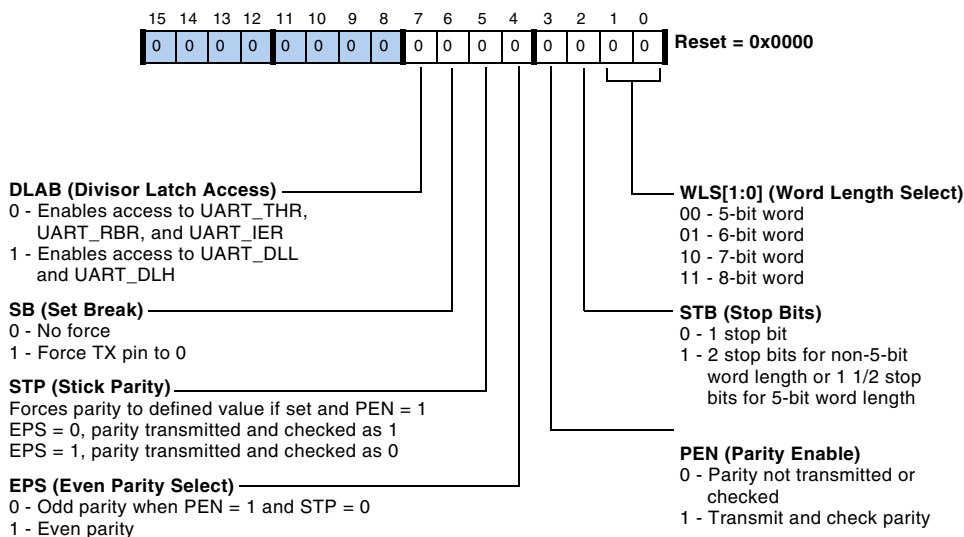 15 14 13 12 11 10 9 8 7 6 5 4 3 2 1 0
0 0 0 0 0 0 0 0 0 0 0 0 0 0 0 0 Reset = 0x0000
DLAB (Divisor Latch Access)
0 - Enables access to UART_THR,
UART_RBR, and UART_IER
1 - Enables access to UART_DLL
and UART_DLH
SB (Set Break)
0 - No force
1 - Force TX pin to 0
STP (Stick Parity)
Forces parity to defined value if set and PEN = 1
EPS = 0, parity transmitted and checked as 1
EPS = 1, parity transmitted and checked as 0
EPS (Even Parity Select)
0 - Odd parity when PEN = 1 and STP = 0
1 - Even parity
WLS[1:0] (Word Length Select)
00 - 5-bit word
01 - 6-bit word
10 - 7-bit word
11 - 8-bit word
STB (Stop Bits)
0 - 1 stop bit
1 - 2 stop bits for non-5-bit
word length or 1 1/2 stop
bits for 5-bit word length
PEN (Parity Enable)
0 - Parity not transmitted or
checked
1 - Transmit and check parity